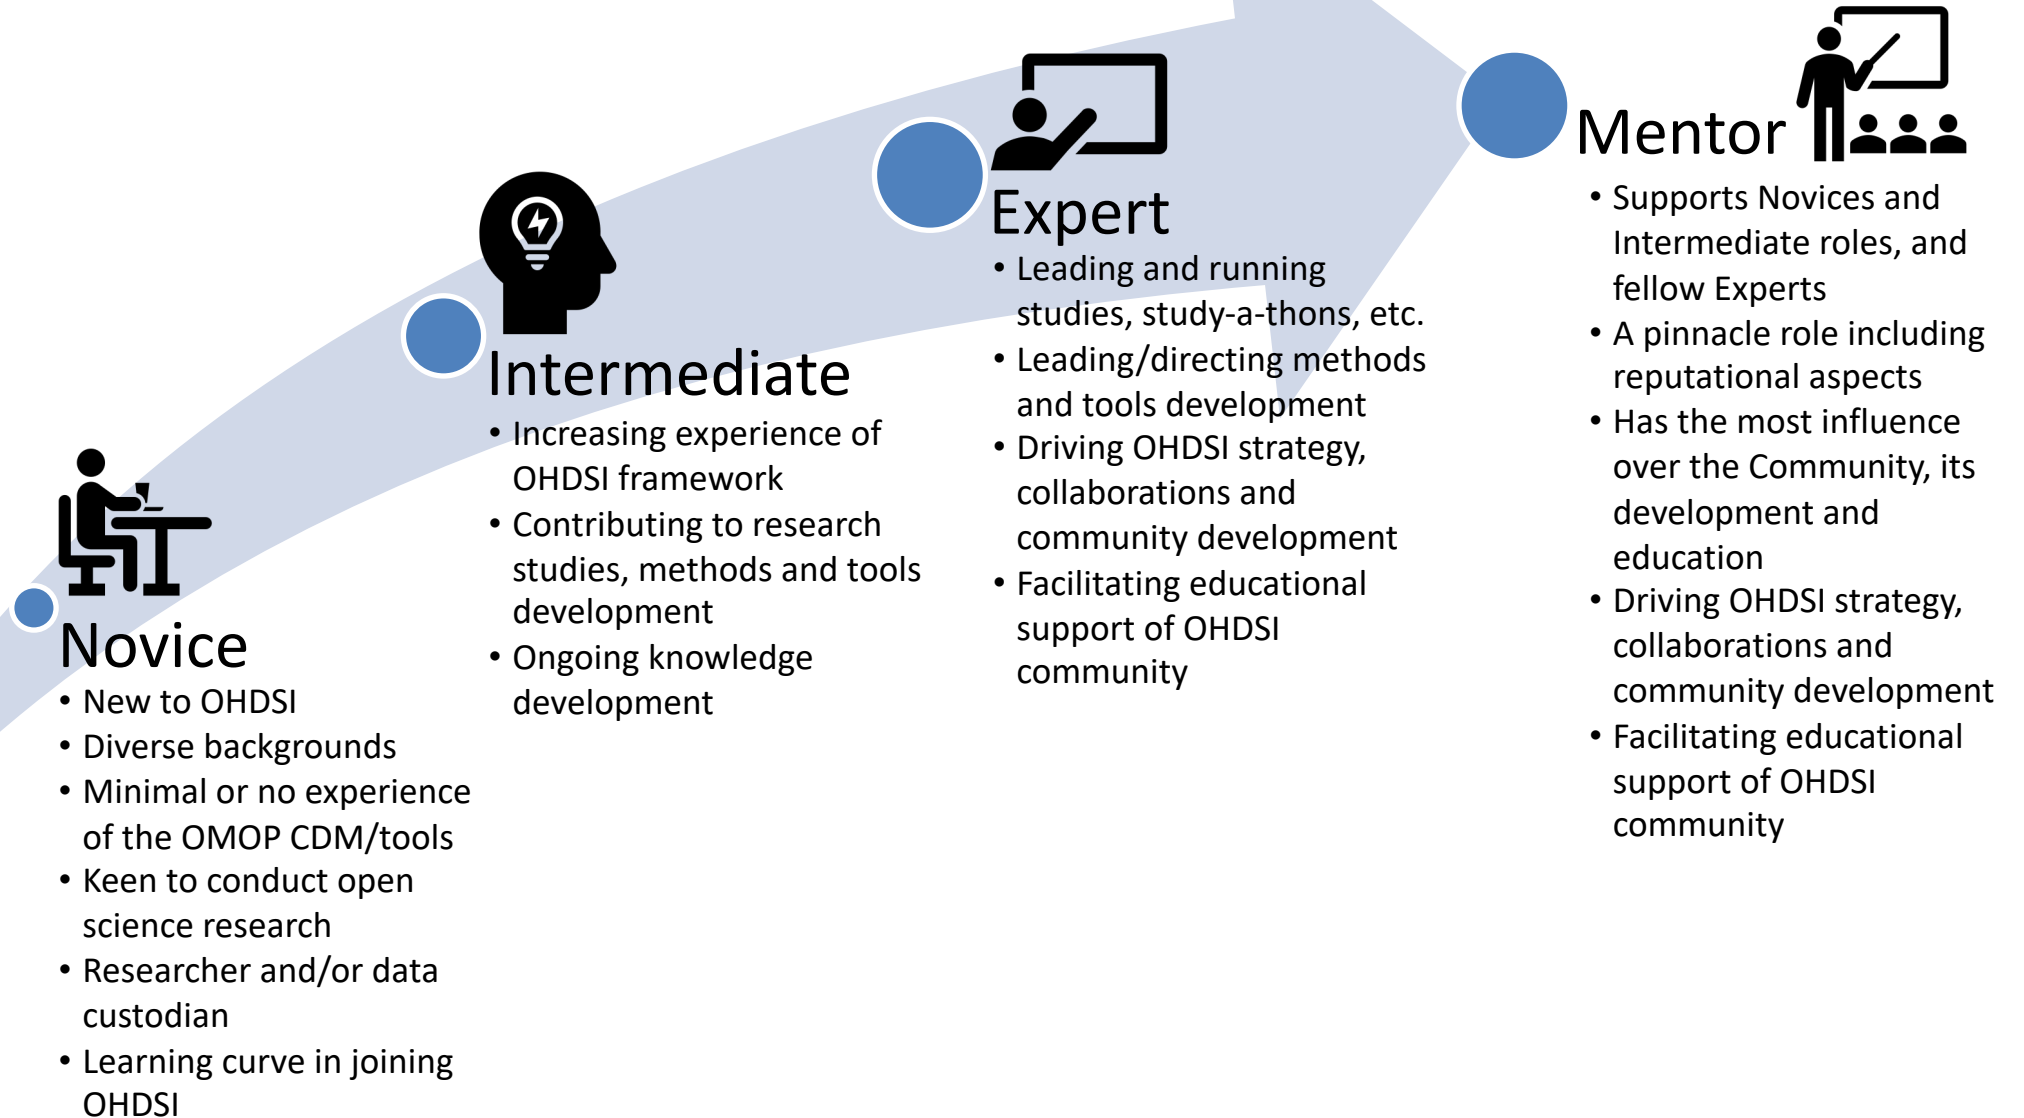 Novice
• New to OHDSI
• Diverse backgrounds
• Minimal or no experience
of the OMOP CDM/tools
• Keen to conduct open
science research
• Researcher and/or data
custodian
• Learning curve in joining
OHDSI
Intermediate
• Increasing experience of
OHDSI framework
• Contributing to research
studies, methods and tools
development
• Ongoing knowledge
development
Expert
• Leading and running
studies, study-a-thons, etc.
• Leading/directing methods
and tools development
• Driving OHDSI strategy,
collaborations and
community development
• Facilitating educational
support of OHDSI
community
Mentor
• Supports Novices and
Intermediate roles, and
fellow Experts
• A pinnacle role including
reputational aspects
• Has the most influence
over the Community, its
development and
education
• Driving OHDSI strategy,
collaborations and
community development
• Facilitating educational
support of OHDSI
community